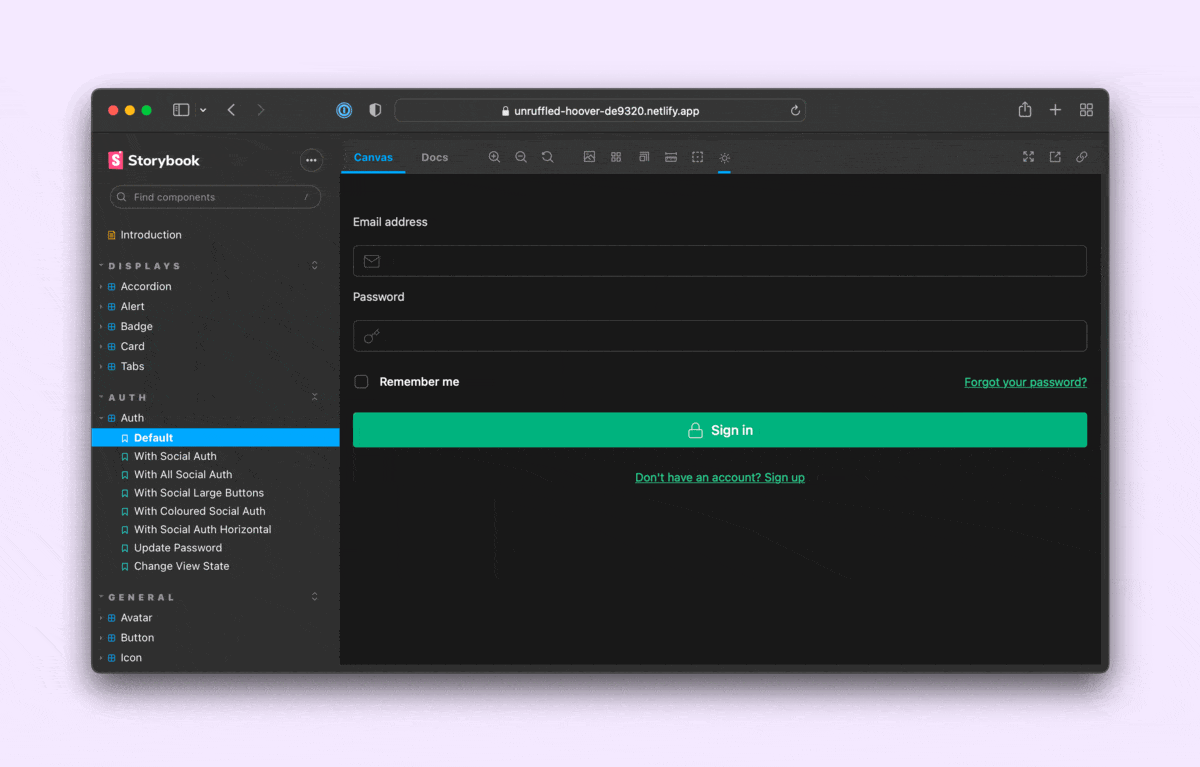 unruffled-hoover-de9320.netlify.app
Storybook
Find components /
Introduction
DISPLAYS
Accordion
Alert
Badge
Card
Tabs
AUTH
Auth
Default
With Social Auth
With All Social Auth
With Social Large Buttons
With Coloured Social Auth
With Social Auth Horizontal
Update Password
Change View State
GENERAL
Avatar
Button
Icon
Canvas Docs
Email address
Password
Remember me
Forgot your password?
Sign in
Don't have an account? Sign up